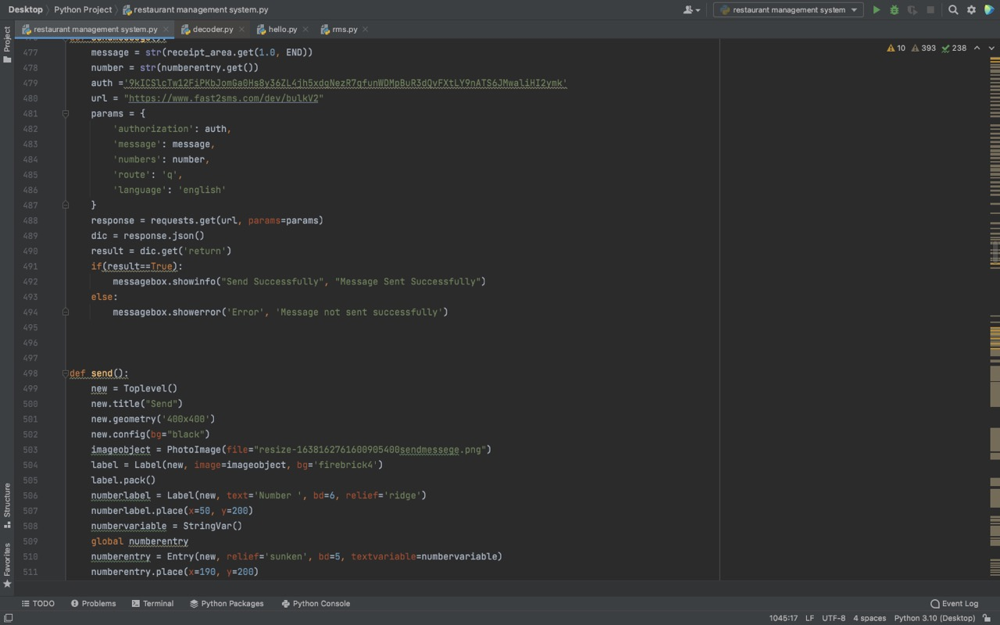 Desktop Python Project restaurant management system.py restaurant management system
restaurant management system.py decoder.py hello.py rms.py
Project
10 393 238
477 message = str(receipt_area.get(1.0, END))
478 number = str(numberentry.get())
479 auth ='9kICSlcTw12FiPKbJomGa0Hs8y36ZL4jh5xdgNezR7qfunWDMpBuR3dQvFXtLY9nATS6JMwaliHI2ymk'
480 url = "https://www.fast2sms.com/dev/bulkV2"
481 params = {
482 'authorization': auth,
483 'message': message,
484 'numbers': number,
485 'route': 'q',
486 'language': 'english'
487 }
488 response = requests.get(url, params=params)
489 dic = response.json()
490 result = dic.get('return')
491 if(result==True):
492 messagebox.showinfo("Send Successfully", "Message Sent Successfully")
493 else:
494 messagebox.showerror('Error', 'Message not sent successfully')
495
496
497
498 def send():
499 new = Toplevel()
500 new.title("Send")
501 new.geometry('400x400')
502 new.config(bg="black")
503 imageobject = PhotoImage(file="resize-1638162761600905400sendmessege.png")
504 label = Label(new, image=imageobject, bg='firebrick4')
505 label.pack()
506 numberlabel = Label(new, text='Number ', bd=6, relief='ridge')
507 numberlabel.place(x=50, y=200)
508 numbervariable = StringVar()
509 global numberentry
510 numberentry = Entry(new, relief='sunken', bd=5, textvariable=numbervariable)
511 numberentry.place(x=190, y=200)
Structure
Favorites
TODO Problems Terminal Python Packages Python Console Event Log
1045:17 LF UTF-8 4 spaces Python 3.10 (Desktop)